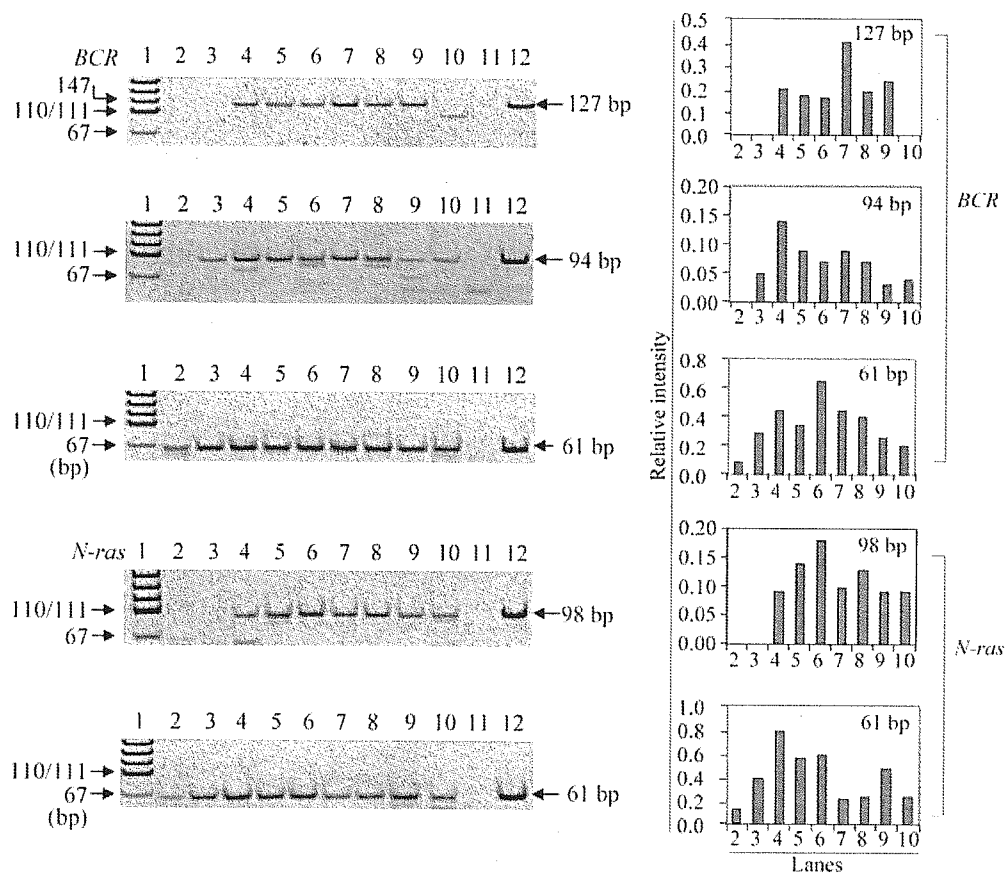 BCR 1 2 3 4 5 6 7 8 9 10 11 12
147
110/111
67
127 bp
1 2 3 4 5 6 7 8 9 10 11 12
110/111
67
94 bp
1 2 3 4 5 6 7 8 9 10 11 12
110/111
67
(bp)
61 bp
N-ras 1 2 3 4 5 6 7 8 9 10 11 12
110/111
67
98 bp
1 2 3 4 5 6 7 8 9 10 11 12
110/111
67
(bp)
61 bp
Relative intensity
0.5
0.4
0.3
0.2
0.1
0.0
127 bp
2 3 4 5 6 7 8 9 10
0.20
0.15
0.10
0.05
0.00
94 bp
2 3 4 5 6 7 8 9 10
BCR
0.8
0.6
0.4
0.2
0.0
61 bp
2 3 4 5 6 7 8 9 10
0.20
0.15
0.10
0.05
0.00
98 bp
2 3 4 5 6 7 8 9 10
N-ras
1.0
0.8
0.6
0.4
0.2
0.0
61 bp
2 3 4 5 6 7 8 9 10
Lanes